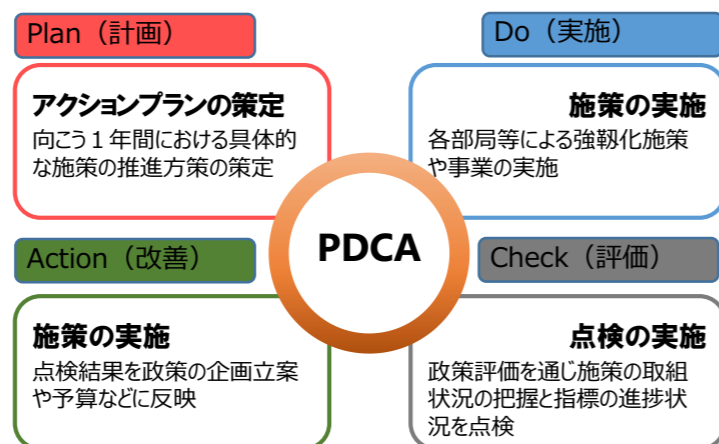 Plan（計画）
アクションプランの策定
向こう１年間における具体的
な施策の推進方策の策定
Do（実施）
施策の実施
各部局等による強靱化施策
や事業の実施
PDCA
Action（改善）
施策の実施
点検結果を政策の企画立案
や予算などに反映
Check（評価）
点検の実施
政策評価を通じ施策の取組
状況の把握と指標の進捗状
況を点検